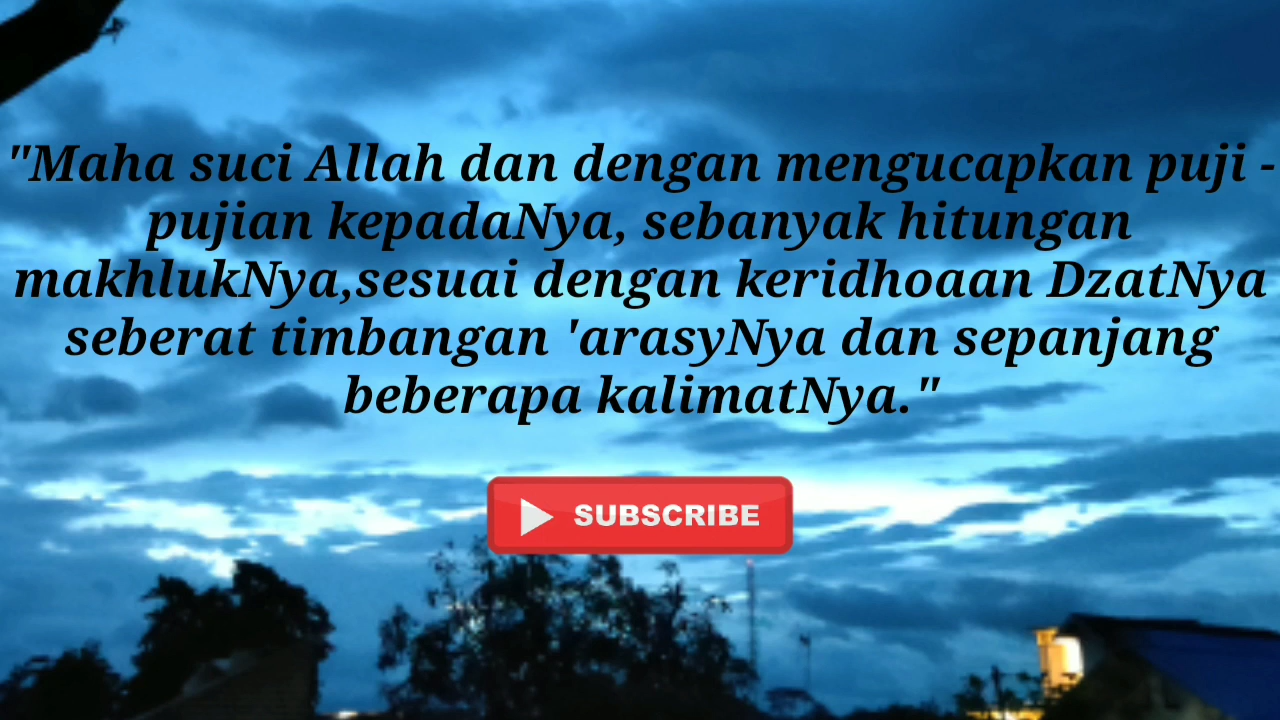 "Maha suci Allah dan dengan mengucapkan puji -
pujian kepadaNya, sebanyak hitungan
makhlukNya,sesuai dengan keridhoaan DzatNya
seberat timbangan 'arasyNya dan sepanjang
beberapa kalimatNya."
SUBSCRIBE